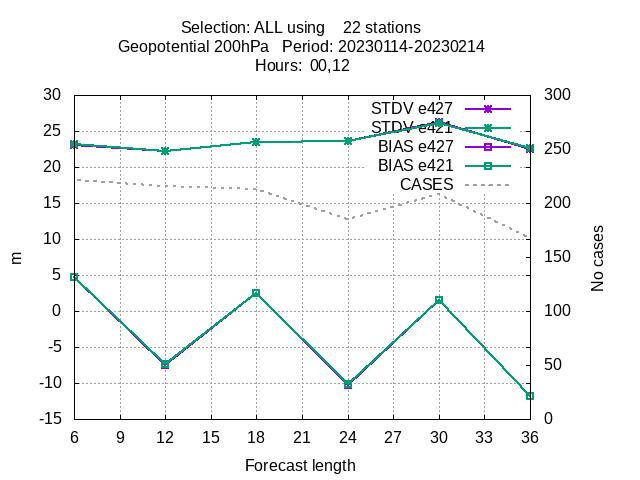 Selection: ALL using    22 stations
Geopotential 200hPa   Period: 20230114-20230214
Hours:  00,12
30
25
20
15
10
5
0
-5
-10
-15
m
300
250
200
150
100
50
0
No cases
STDV e427
STDV e421
BIAS e427
BIAS e421
CASES
6 9 12 15 18 21 24 27 30 33 36
Forecast length